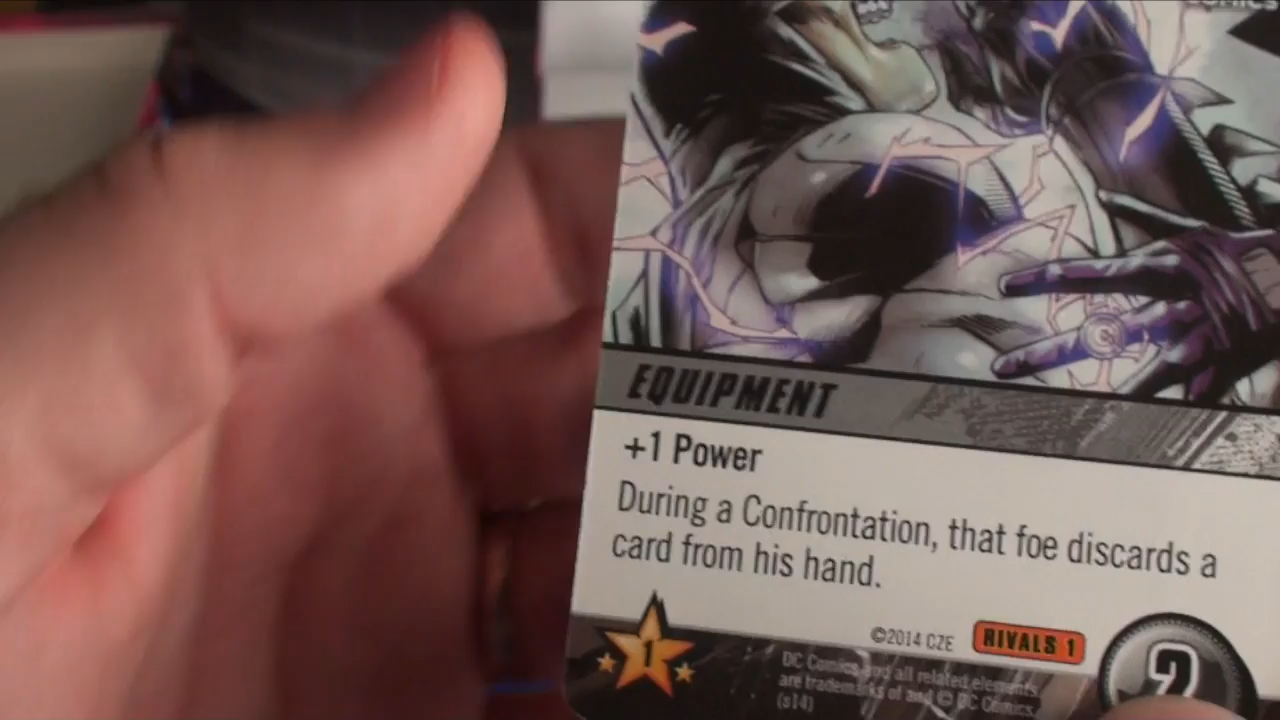 COMICS
EQUIPMENT
+1 Power
During a Confrontation, that foe discards a
card from his hand.
1
©2014 CZE
RIVALS 1
2
DC Comics and all related elements
are trademarks of and © DC Comics.
(s14)